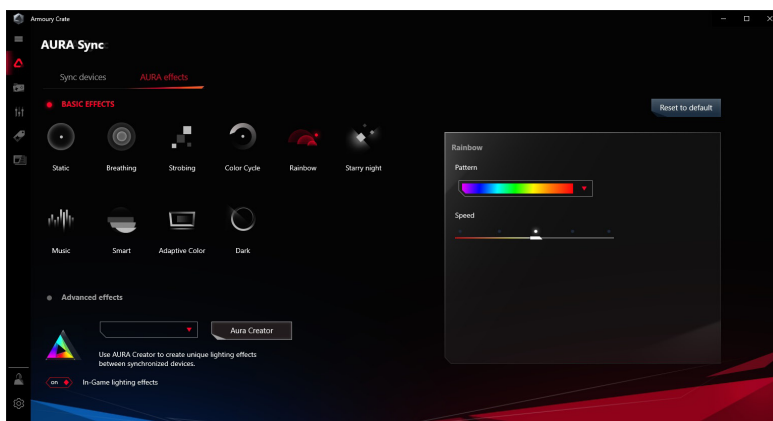 Armoury Crate
AURA Sync
Sync devices
AURA effects
BASIC EFFECTS
Reset to default
Static
Breathing
Strobing
Color Cycle
Rainbow
Starry night
Music
Smart
Adaptive Color
Dark
Rainbow
Pattern
Speed
Advanced effects
Aura Creator
Use AURA Creator to create unique lighting effects
between synchronized devices.
on
In-Game lighting effects